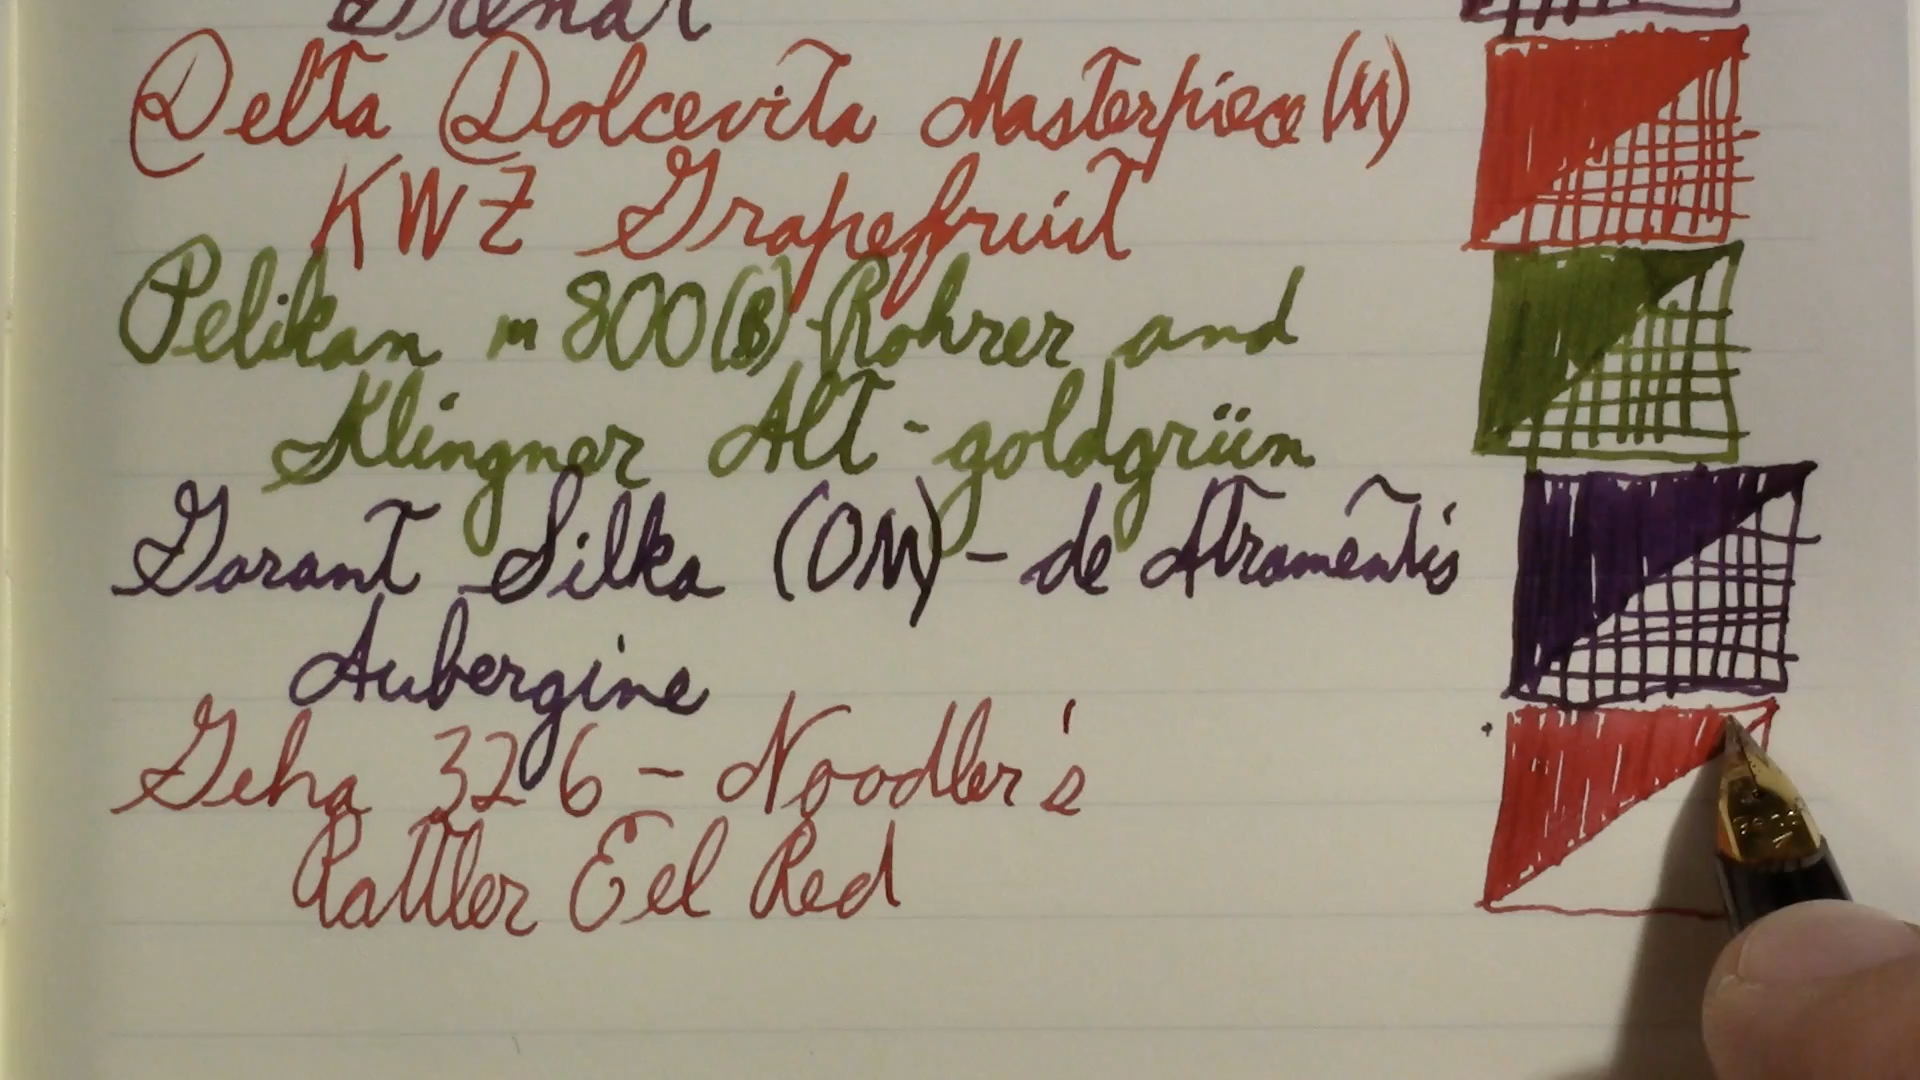 Delta Dolcevita Masterpiece (M)
KWZ Grapefruit
Pelikan m800(B)-Rohrer and
Klingner Alt-goldgrün
Garant Silka (OM) - de Atramentis
Aubergine
Geha 326 - Noodler's
Rattler Eel Red